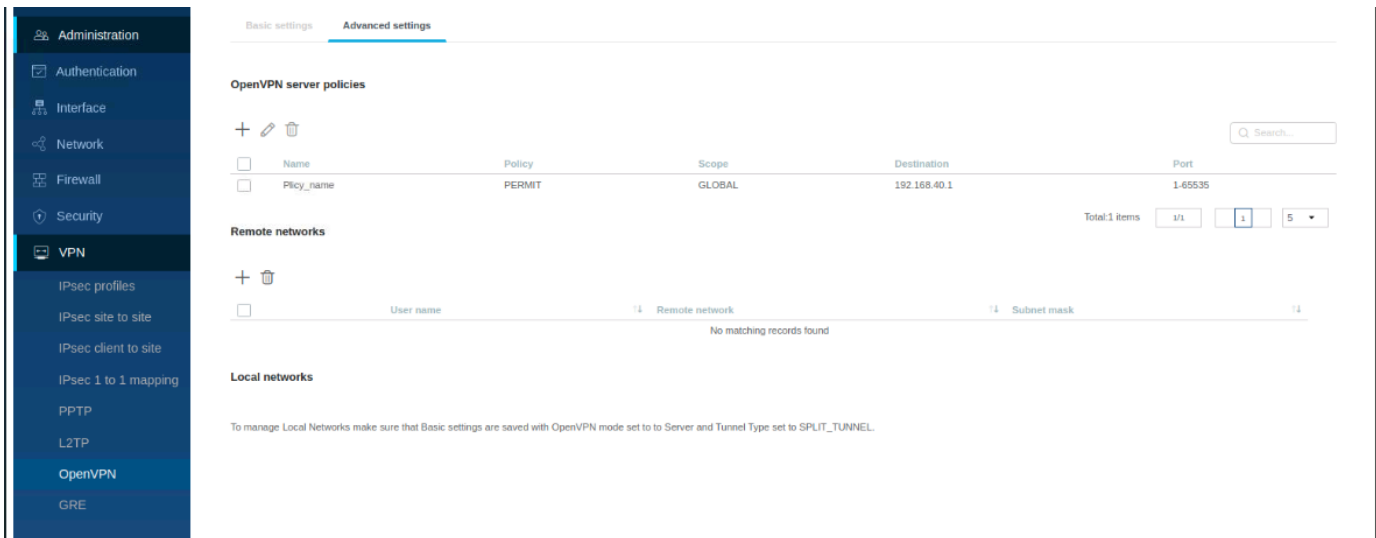 Administration
Authentication
Interface
Network
Firewall
Security
VPN
IPsec profiles
IPsec site to site
IPsec client to site
IPsec 1 to 1 mapping
PPTP
L2TP
OpenVPN
GRE
Basic settings Advanced settings
OpenVPN server policies
Search...
Name Policy Scope Destination Port
Plicy_name PERMIT GLOBAL 192.168.40.1 1-65535
Total:1 items 1/1 1 5
Remote networks
User name Remote network Subnet mask
No matching records found
Local networks
To manage Local Networks make sure that Basic settings are saved with OpenVPN mode set to to Server and Tunnel Type set to SPLIT_TUNNEL.